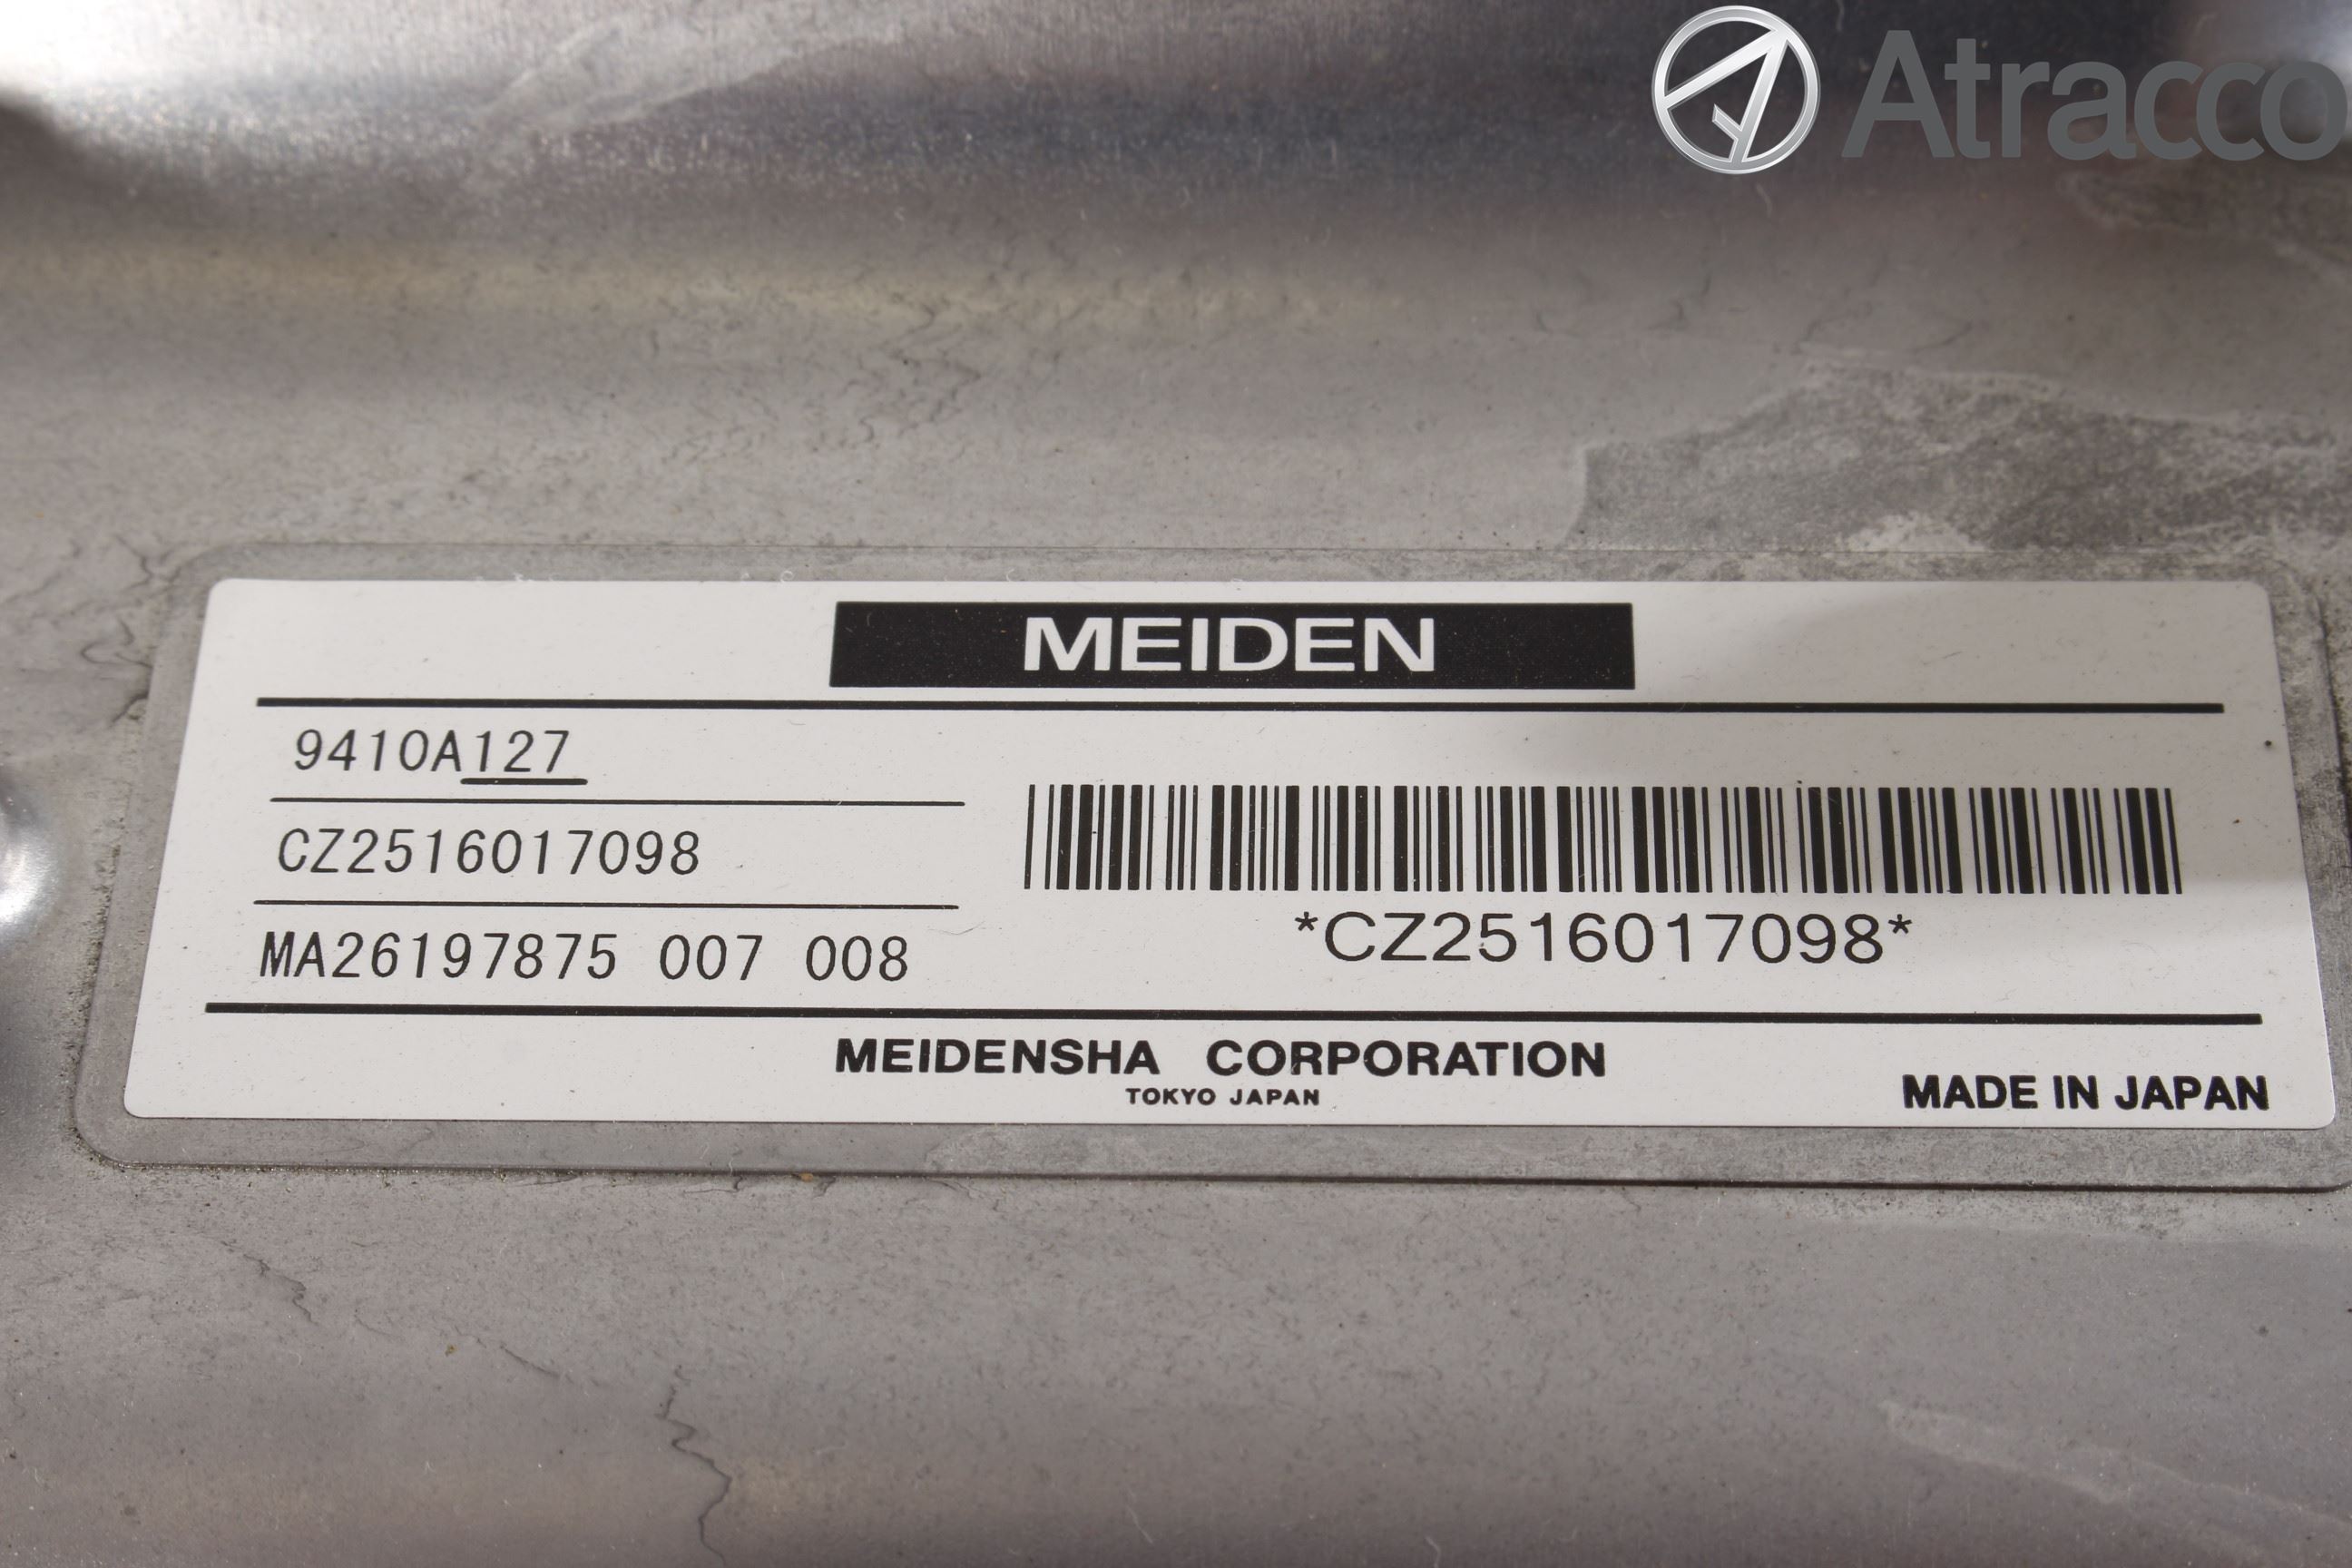 Atracco
MEIDEN
9410A127
CZ2516017098
MA26197875 007 008
*CZ2516017098*
MEIDENSHA CORPORATION
TOKYO JAPAN
MADE IN JAPAN